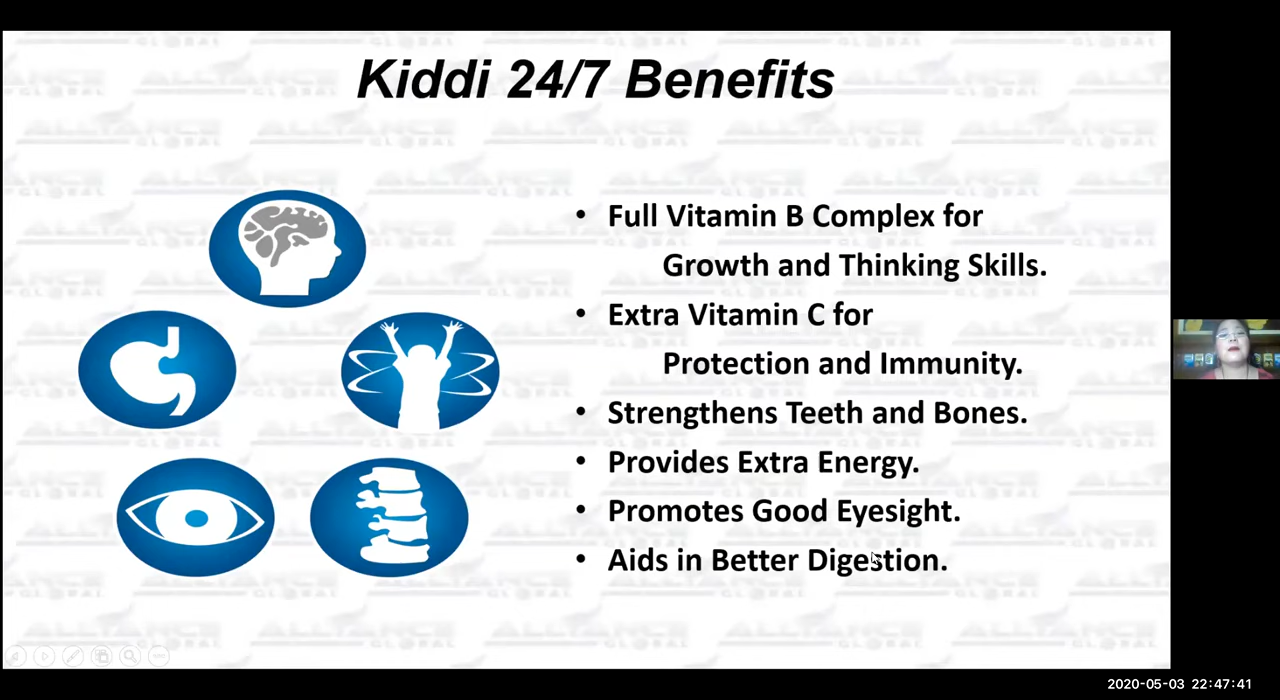 Kiddi 24/7 Benefits
• Full Vitamin B Complex for
Growth and Thinking Skills.
• Extra Vitamin C for
Protection and Immunity.
• Strengthens Teeth and Bones.
• Provides Extra Energy.
• Promotes Good Eyesight.
• Aids in Better Digestion.
ALLIANCE
GLOBAL
2020-05-03 22:47:41